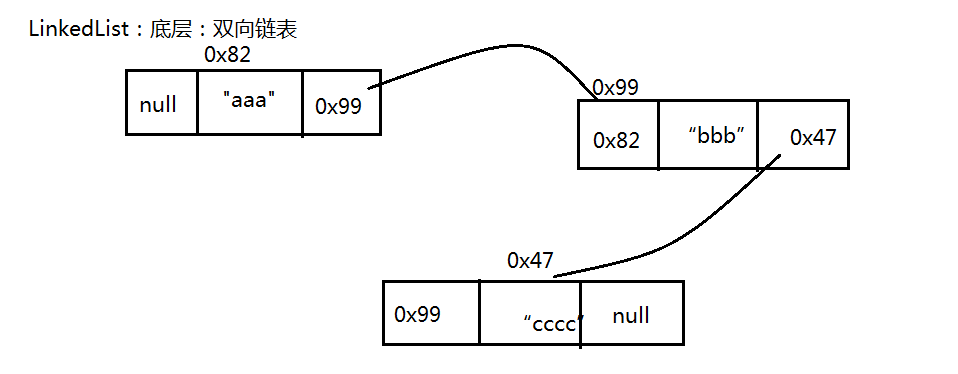 LinkedList：底层：双向链表
0x82
null "aaa" 0x99
0x99
0x82 “bbb” 0x47
0x47
0x99 “cccc” null